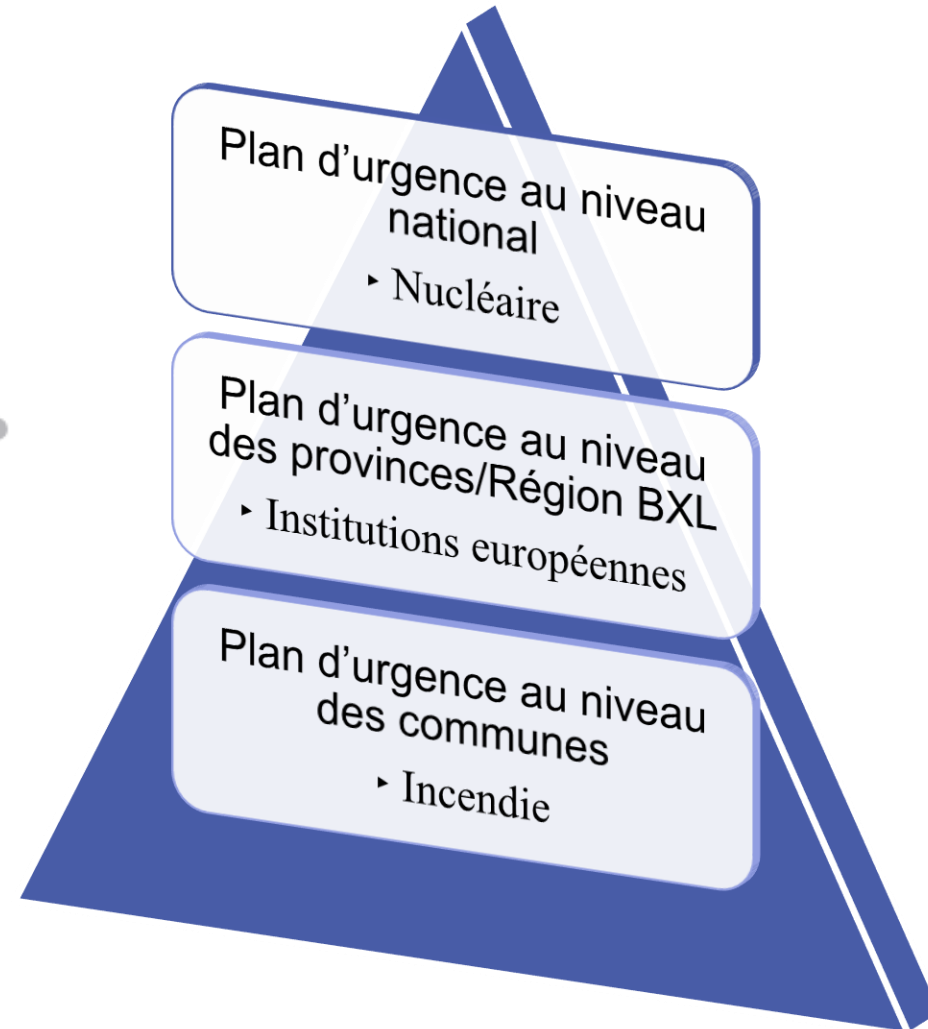 Plan d’urgence au niveau
national
‣ Nucléaire
Plan d’urgence au niveau
des provinces/Région BXL
‣ Institutions européennes
Plan d’urgence au niveau
des communes
‣ Incendie